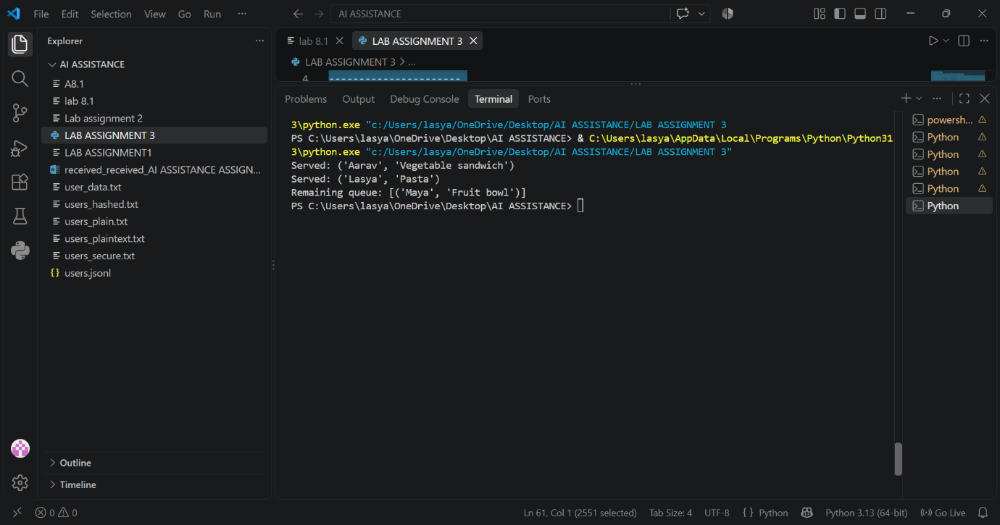 File Edit Selection View Go Run ···
AI ASSISTANCE
Explorer
AI ASSISTANCE
A8.1
lab 8.1
Lab assignment 2
LAB ASSIGNMENT 3
LAB ASSIGNMENT1
received_received_AI ASSISTANCE ASSIGN...
user_data.txt
users_hashed.txt
users_plain.txt
users_plaintext.txt
users_secure.txt
{} users.jsonl
Outline
Timeline
lab 8.1 LAB ASSIGNMENT 3
LAB ASSIGNMENT 3 > ...
4 -----------------------
Problems Output Debug Console Terminal Ports
3\python.exe "c:/Users/lasya/OneDrive/Desktop/AI ASSISTANCE/LAB ASSIGNMENT 3
PS C:\Users\lasya\OneDrive\Desktop\AI ASSISTANCE> & C:\Users\lasya\AppData\Local\Programs\Python\Python31
3\python.exe "c:/Users/lasya/OneDrive/Desktop/AI ASSISTANCE/LAB ASSIGNMENT 3"
Served: ('Aarav', 'Vegetable sandwich')
Served: ('Lasya', 'Pasta')
Remaining queue: [('Maya', 'Fruit bowl')]
PS C:\Users\lasya\OneDrive\Desktop\AI ASSISTANCE>
powersh...
Python
Python
Python
Python
Python
0 0
Ln 61, Col 1 (2551 selected) Tab Size: 4 UTF-8 {} Python Python 3.13 (64-bit) Go Live